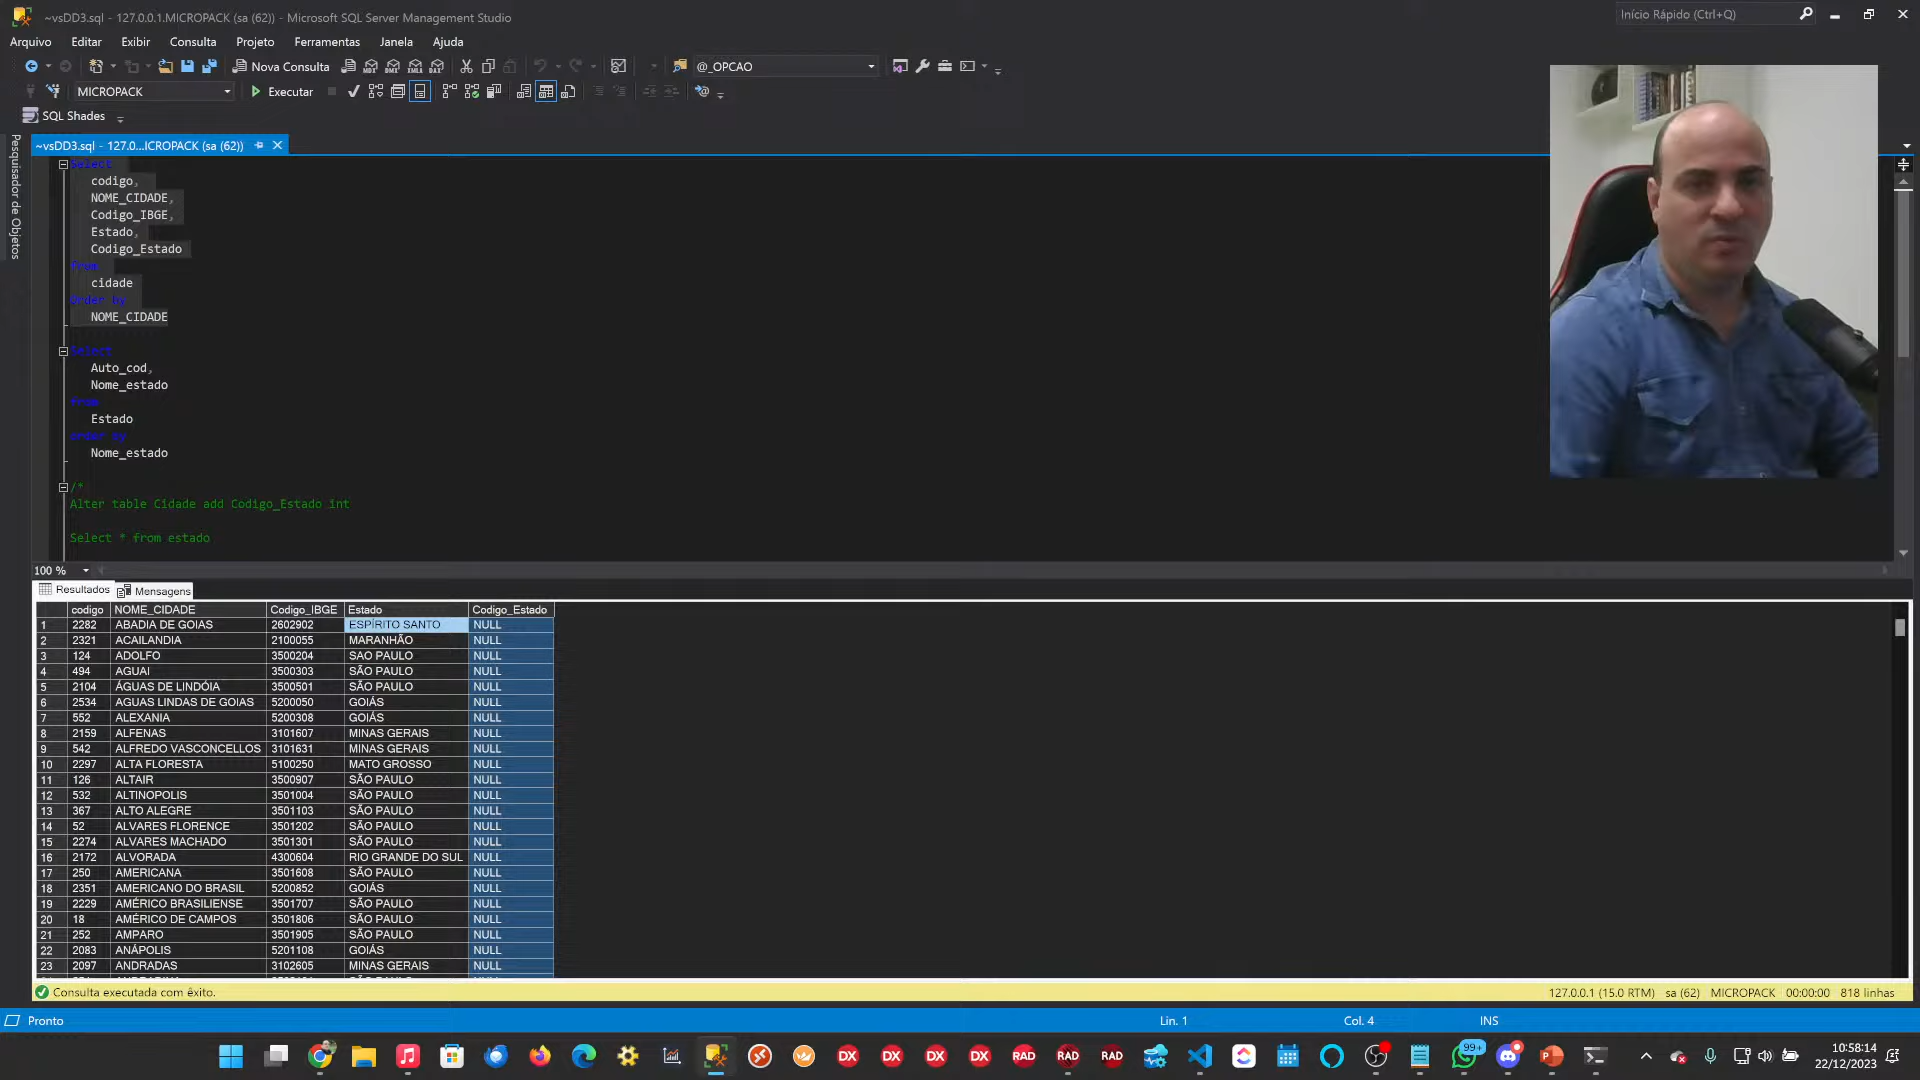 ~vsDD3.sql - 127.0.0.1.MICROPACK (sa (62)) - Microsoft SQL Server Management Studio
Início Rápido (Ctrl+Q)
Arquivo Editar Exibir Consulta Projeto Ferramentas Janela Ajuda
Nova Consulta MDX DMX XMLA DAX @_OPCAO
MICROPACK Executar
SQL Shades
~vsDD3.sql - 127.0...ICROPACK (sa (62))
Pesquisador de Objetos
Select
codigo,
NOME_CIDADE,
Codigo_IBGE,
Estado,
Codigo_Estado
from
cidade
Order by
NOME_CIDADE
Select
Auto_cod,
Nome_estado
from
Estado
order by
Nome_estado
/*
Alter table Cidade add Codigo_Estado int
Select * from estado
100 %
Resultados Mensagens
codigo NOME_CIDADE Codigo_IBGE Estado Codigo_Estado
1 2282 ABADIA DE GOIAS 2602902 ESPÍRITO SANTO NULL
2 2321 ACAILANDIA 2100055 MARANHÃO NULL
3 124 ADOLFO 3500204 SAO PAULO NULL
4 494 AGUAI 3500303 SÃO PAULO NULL
5 2104 ÁGUAS DE LINDÓIA 3500501 SÃO PAULO NULL
6 2534 AGUAS LINDAS DE GOIAS 5200050 GOIÁS NULL
7 552 ALEXANIA 5200308 GOIÁS NULL
8 2159 ALFENAS 3101607 MINAS GERAIS NULL
9 542 ALFREDO VASCONCELLOS 3101631 MINAS GERAIS NULL
10 2297 ALTA FLORESTA 5100250 MATO GROSSO NULL
11 126 ALTAIR 3500907 SÃO PAULO NULL
12 532 ALTINOPOLIS 3501004 SÃO PAULO NULL
13 367 ALTO ALEGRE 3501103 SÃO PAULO NULL
14 52 ALVARES FLORENCE 3501202 SÃO PAULO NULL
15 2274 ALVARES MACHADO 3501301 SÃO PAULO NULL
16 2172 ALVORADA 4300604 RIO GRANDE DO SUL NULL
17 250 AMERICANA 3501608 SÃO PAULO NULL
18 2351 AMERICANO DO BRASIL 5200852 GOIÁS NULL
19 2229 AMÉRICO BRASILIENSE 3501707 SÃO PAULO NULL
20 18 AMÉRICO DE CAMPOS 3501806 SÃO PAULO NULL
21 252 AMPARO 3501905 SÃO PAULO NULL
22 2083 ANÁPOLIS 5201108 GOIÁS NULL
23 2097 ANDRADAS 3102605 MINAS GERAIS NULL
Consulta executada com êxito. 127.0.0.1 (15.0 RTM) sa (62) MICROPACK 00:00:00 818 linhas
Pronto Lin. 1 Col. 4 INS
DX DX DX DX RAD RAD RAD 99+ 10:58:14
22/12/2023